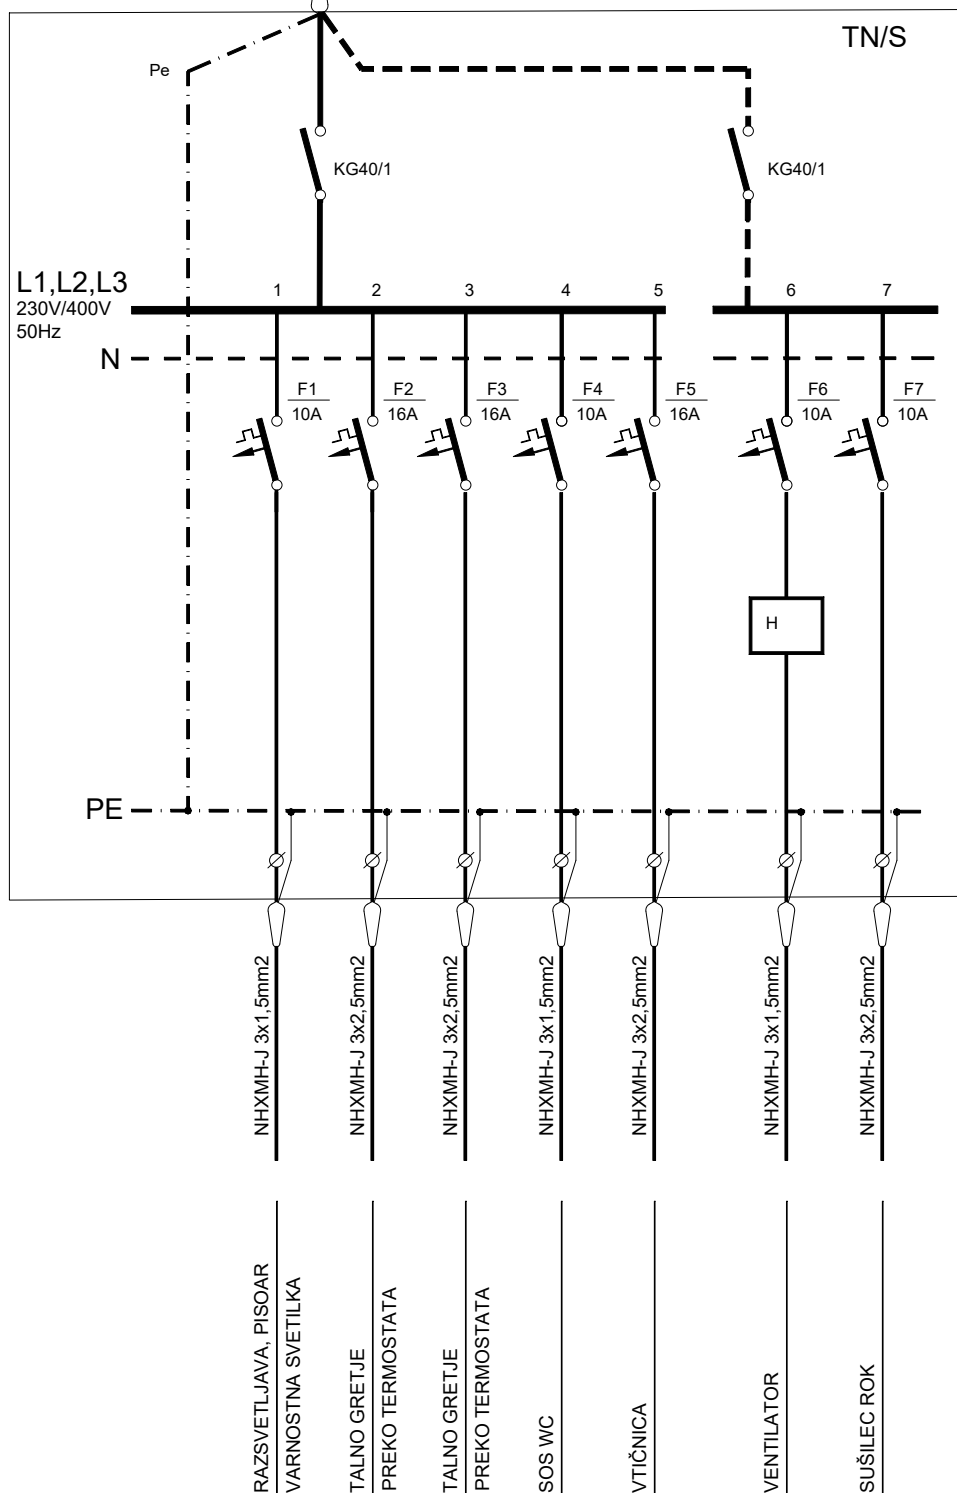 TN/S
Pe
KG40/1
KG40/1
L1,L2,L3
230V/400V
50Hz
1
2
3
4
5
6
7
N
F1
10A
F2
16A
F3
16A
F4
10A
F5
16A
F6
10A
F7
10A
H
PE
NHXMH-J 3x1,5mm2
NHXMH-J 3x2,5mm2
NHXMH-J 3x2,5mm2
NHXMH-J 3x1,5mm2
NHXMH-J 3x2,5mm2
NHXMH-J 3x1,5mm2
NHXMH-J 3x2,5mm2
RAZSVETLJAVA, PISOAR
VARNOSTNA SVETILKA
TALNO GRETJE
PREKO TERMOSTATA
TALNO GRETJE
PREKO TERMOSTATA
SOS WC
VTIČNICA
VENTILATOR
SUŠILEC ROK